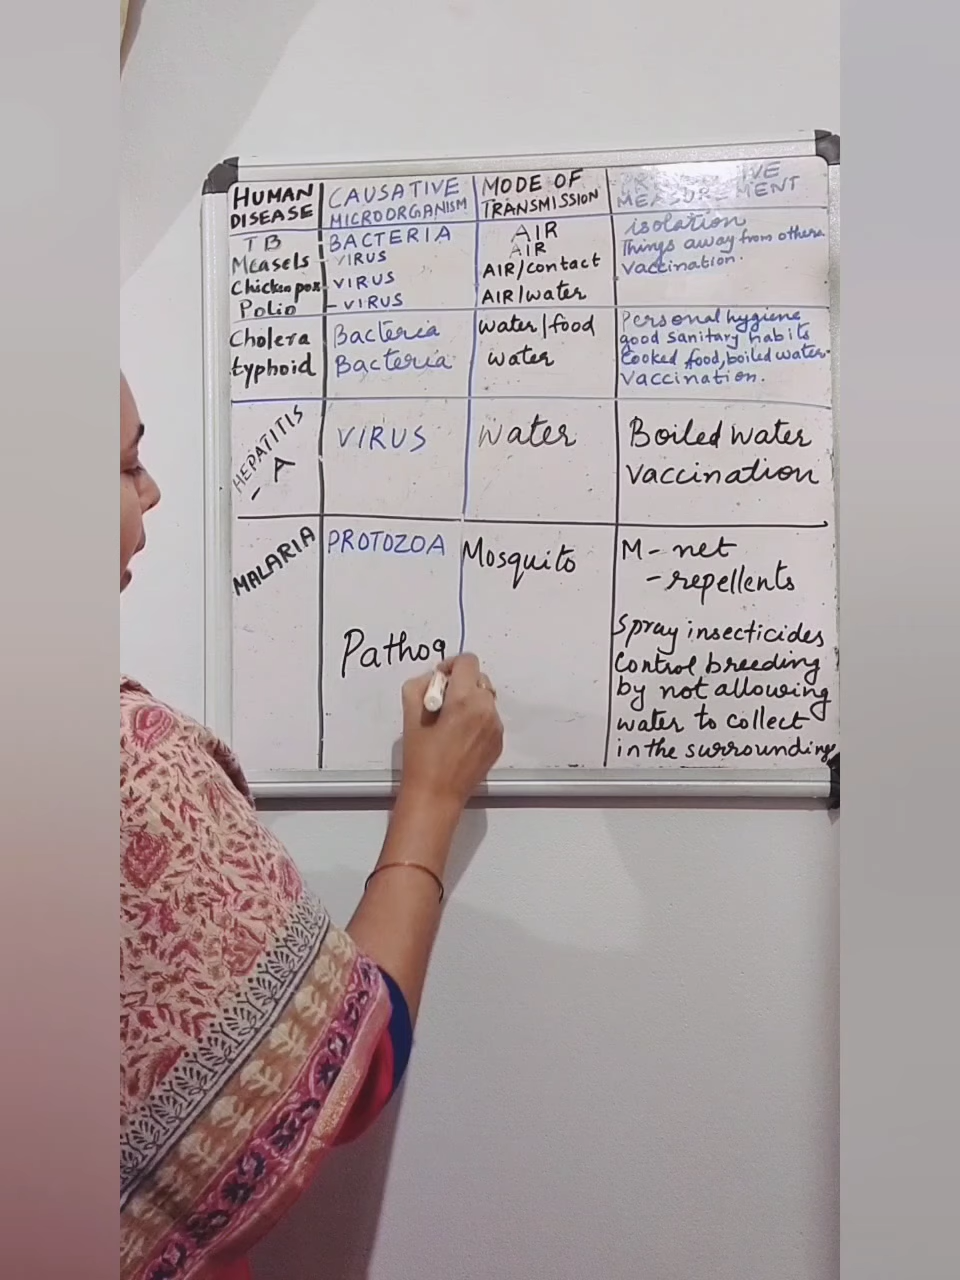 HUMAN DISEASE
CAUSATIVE MICROORGANISM
MODE OF TRANSMISSION
MEASUREMENT
TB
BACTERIA
AIR
isolation
Things away from others
Measels
VIRUS
AIR
Vaccination.
Chicken pox
- VIRUS
AIR/contact
Polio
- VIRUS
AIR/water
Cholera
Bacteria
water/food
Personal hygiene
good sanitary habits
typhoid
Bacteria
water
Cooked food, boiled water.
Vaccination.
HEPATITIS
- A
VIRUS
water
Boiled water
Vaccination
MALARIA
PROTOZOA
Mosquito
M - net
- repellents
Spray insecticides
Control breeding
by not allowing
water to collect
in the surrounding
Pathog